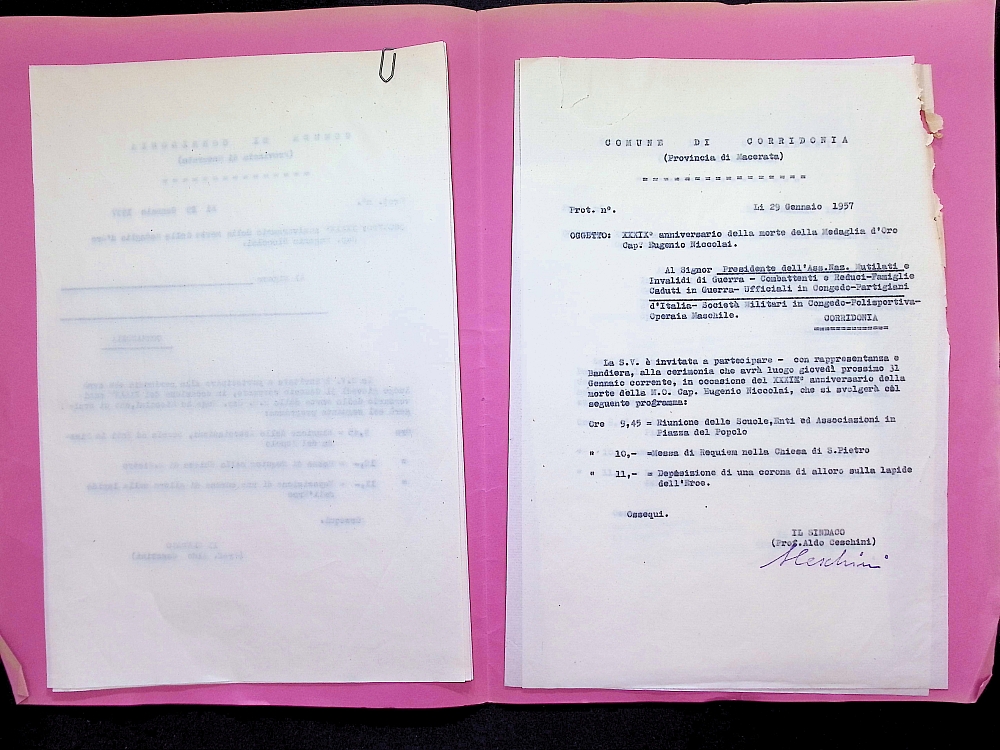 COMUNE DI CORRIDONIA
(Provincia di Macerata)
= = = = = = = = = = = = = = = =
Prot. n°. Li 29 Gennaio 1957
OGGETTO: XXXIX° anniversario della morte della Medaglia d'Oro
Cap. Eugenio Niccolai.
Al Signor Presidente dell'Ass.Naz. Mutilati e
Invalidi di Guerra - Combattenti e Reduci-Famiglie
Caduti in Guerra- Ufficiali in Congedo-Partigiani
d'Italia- Società Militari in Congedo-Polisportiva-
Operaia Maschile.
CORRIDONIA
=============
La S.V. è invitata a partecipare - con rappresentanza e
Bandiera, alla cerimonia che avrà luogo giovedì prossimo 31
Gennaio corrente, in occasione del XXXIX° anniversario della
morte della M.O. Cap. Eugenio Niccolai, che si svolgerà col
seguente programma:
Ore 9,45 = Riunione delle Scuole,Enti ed Associazioni in
Piazza del Popolo
" 10,- =Messa di Requiem nella Chiesa di S.Pietro
" 11,- = Deposizione di una corona di alloro sulla lapide
dell'Eroe.
Ossequi.
IL SINDACO
(Prof.Aldo Ceschini)
AlCeschini